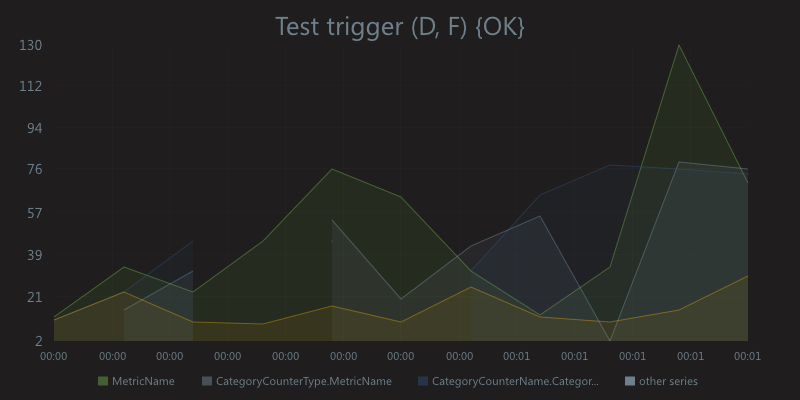 Test trigger (D, F) {OK}
130
112
94
76
57
39
21
2
00:00 00:00 00:00 00:00 00:00 00:00 00:00 00:00 00:01 00:01 00:01 00:01 00:01
MetricName CategoryCounterType.MetricName CategoryCounterName.Categor... other series